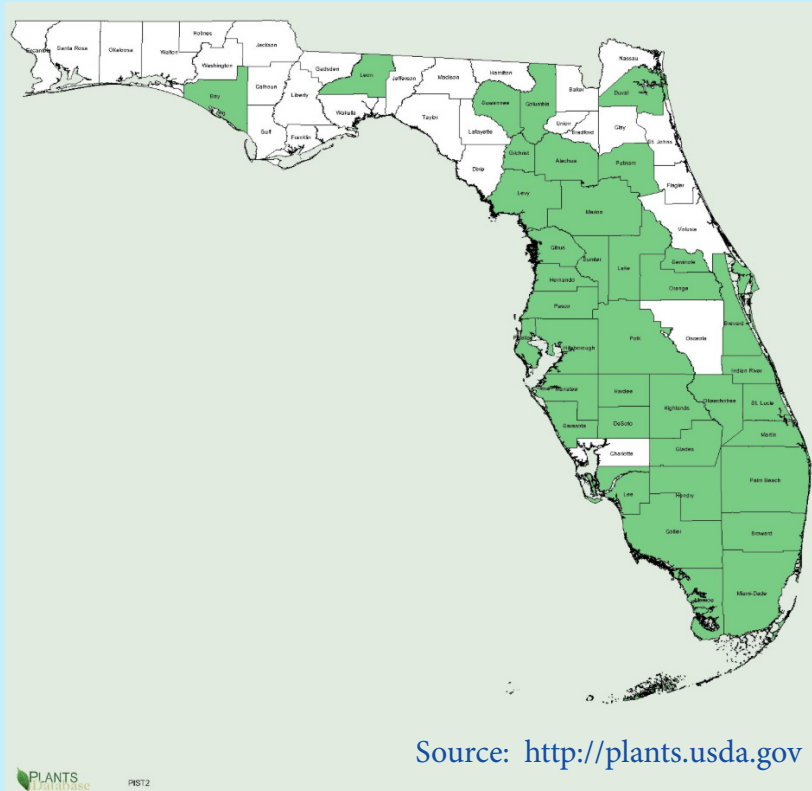 Holmes
Jackson
Santa Rosa
Okaloosa
Walton
Washington
Nassau
Gadsden
Leon
Hamilton
Madison
Jefferson
Baker
Duval
Bay
Calhoun
Liberty
Wakulla
Suwannee
Columbia
Union
Bradford
Clay
Taylor
Lafayette
St. Johns
Gulf
Franklin
Gilchrist
Alachua
Putnam
Dixie
Flagler
Levy
Marion
Volusia
Citrus
Sumter
Lake
Seminole
Hernando
Orange
Pasco
Brevard
Polk
Osceola
Hillsborough
Indian River
Manatee
Hardee
Highlands
Okeechobee
St. Lucie
Sarasota
DeSoto
Martin
Charlotte
Glades
Lee
Hendry
Palm Beach
Collier
Broward
Miami-Dade
Source: http://plants.usda.gov
PLANTS
Database
PIST2